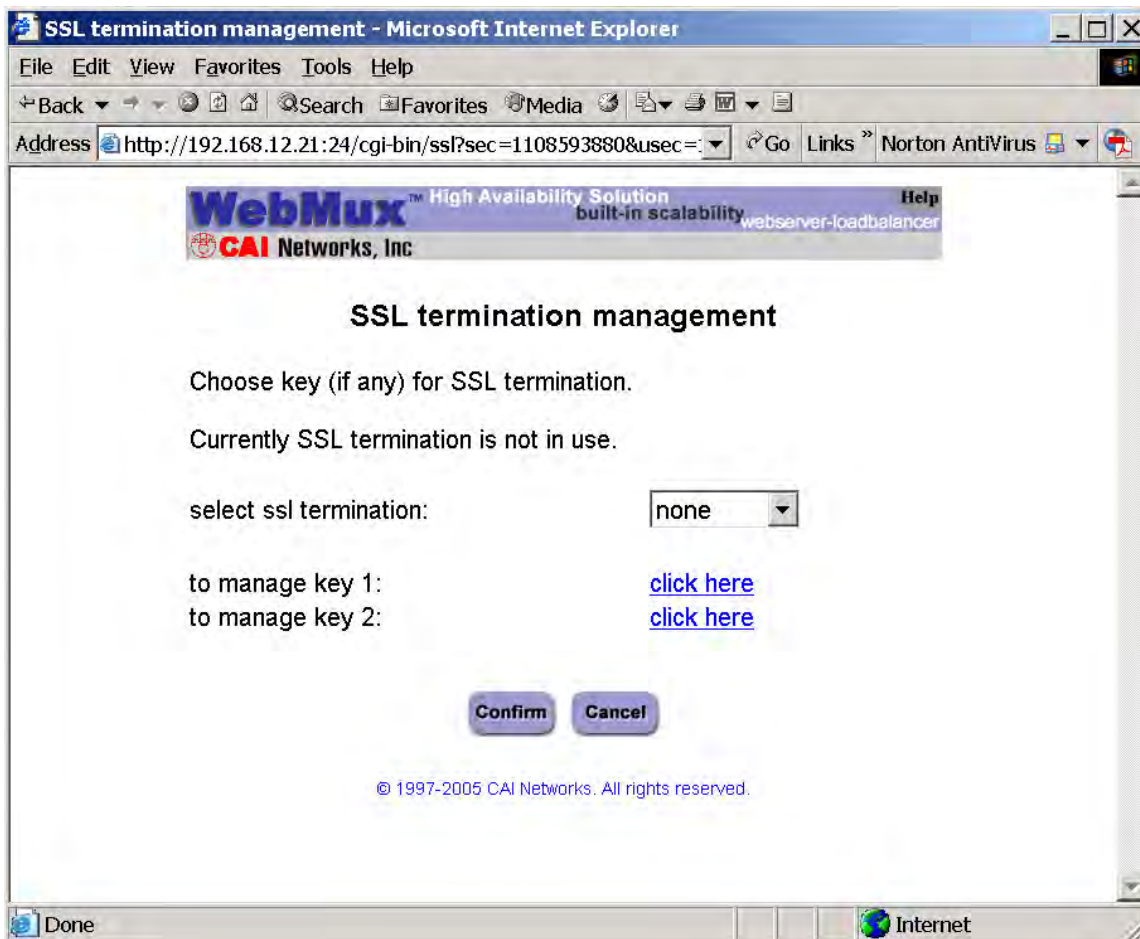 SSL termination management - Microsoft Internet Explorer
File Edit View Favorites Tools Help
Back Search Favorites Media
Address http://192.168.12.21:24/cgi-bin/ssl?sec=1108593880&usec= Go Links » Norton AntiVirus
WebMux™ High Availability Solution Help
built-in scalability webserver-loadbalancer
CAI Networks, Inc
SSL termination management
Choose key (if any) for SSL termination.
Currently SSL termination is not in use.
select ssl termination: none
to manage key 1: click here
to manage key 2: click here
Confirm Cancel
© 1997-2005 CAI Networks. All rights reserved.
Done Internet